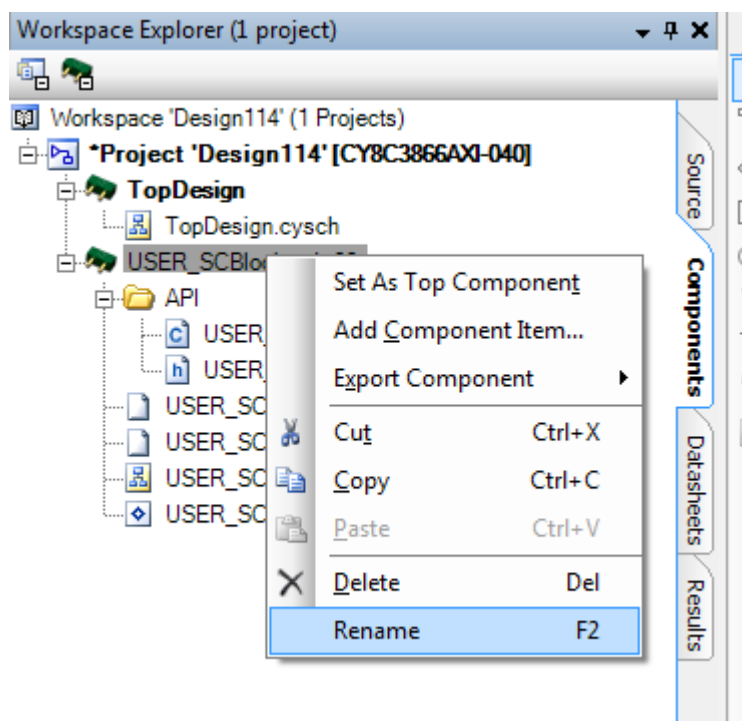 Workspace Explorer (1 project)
Workspace 'Design114' (1 Projects)
*Project 'Design114' [CY8C3866AXI-040]
TopDesign
TopDesign.cysch
USER_SCBloc
API
USER_
USER_
USER_SC
USER_SC
USER_SC
USER_SC
Set As Top Component
Add Component Item...
Export Component
Cut Ctrl+X
Copy Ctrl+C
Paste Ctrl+V
Delete Del
Rename F2
Source
Components
Datasheets
Results